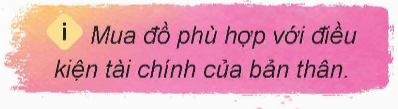 i Mua đồ phù hợp với điều
kiện tài chính của bản thân.